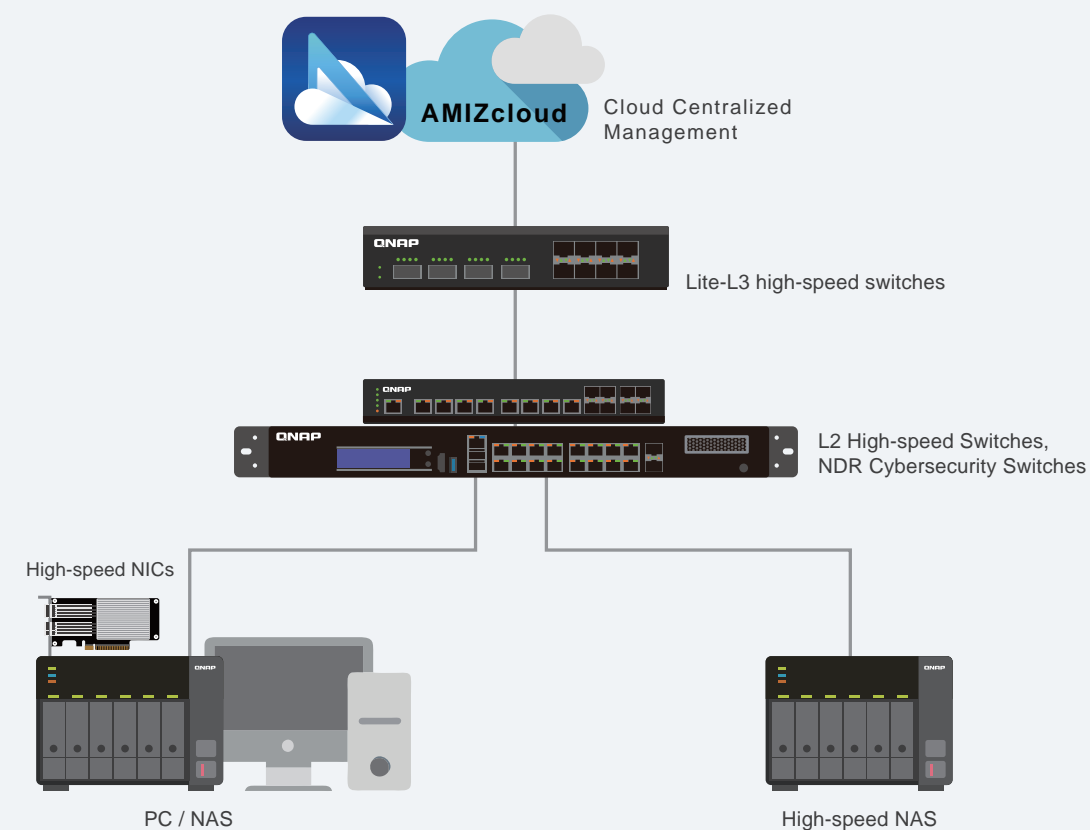 AMIZcloud
Cloud Centralized
Management
QNAP
Lite-L3 high-speed switches
QNAP
QNAP
L2 High-speed Switches,
NDR Cybersecurity Switches
High-speed NICs
QNAP
QNAP
PC / NAS
High-speed NAS